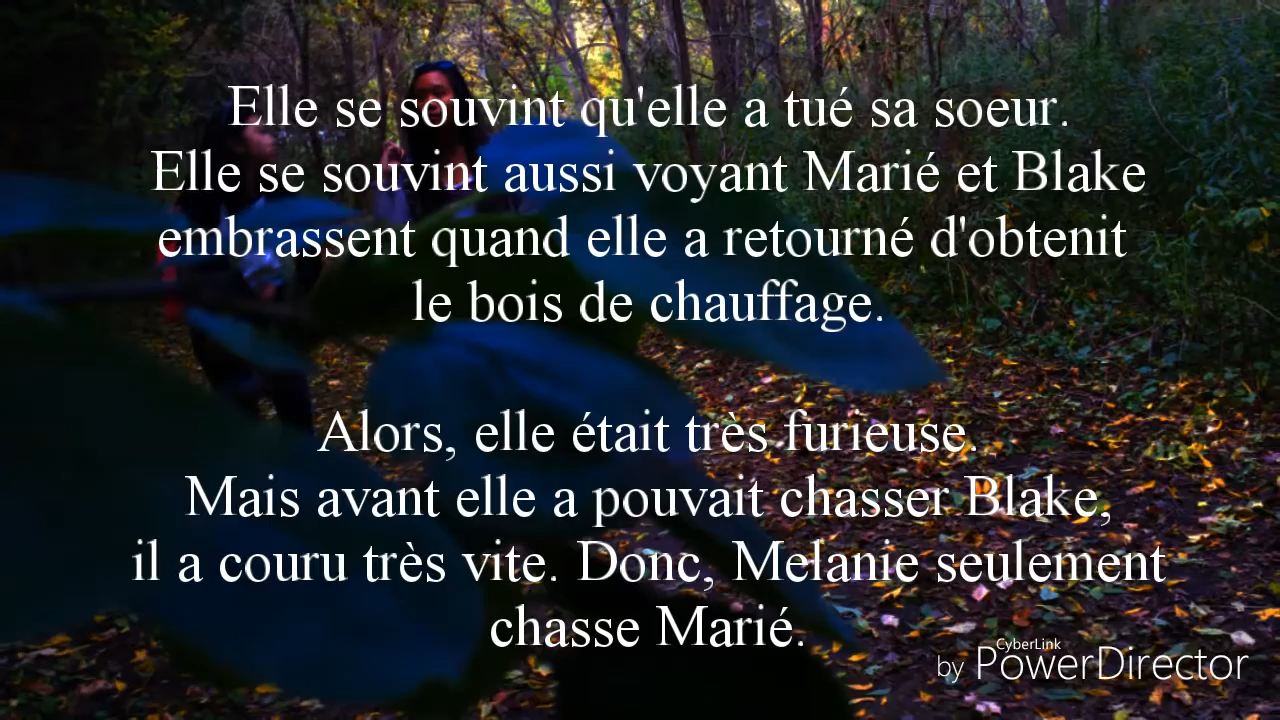 Elle se souvint qu'elle a tué sa soeur.
Elle se souvint aussi voyant Marié et Blake
embrassent quand elle a retourné d'obtenit
le bois de chauffage.
Alors, elle était très furieuse.
Mais avant elle a pouvait chasser Blake,
il a couru très vite. Donc, Melanie seulement
chasse Marié.
CyberLink
by PowerDirector